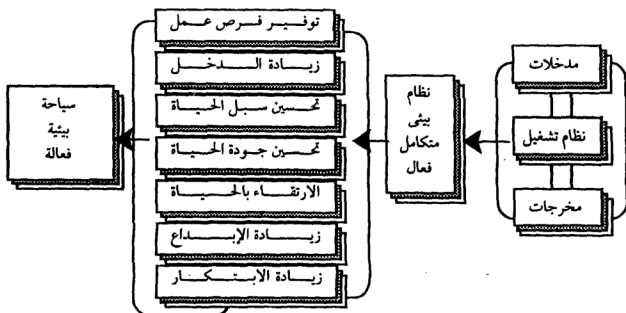 مدخلات
نظام تشغيل
مخرجات
نظام
بيئى
متكامل
فعال
توفير فرص عمل
زيادة الدخل
تحسين سبل الحياة
تحسين جودة الحياة
الارتقاء بالحياة
زيادة الإبداع
زيادة الابتكار
سياحة
بيئية
فعالة